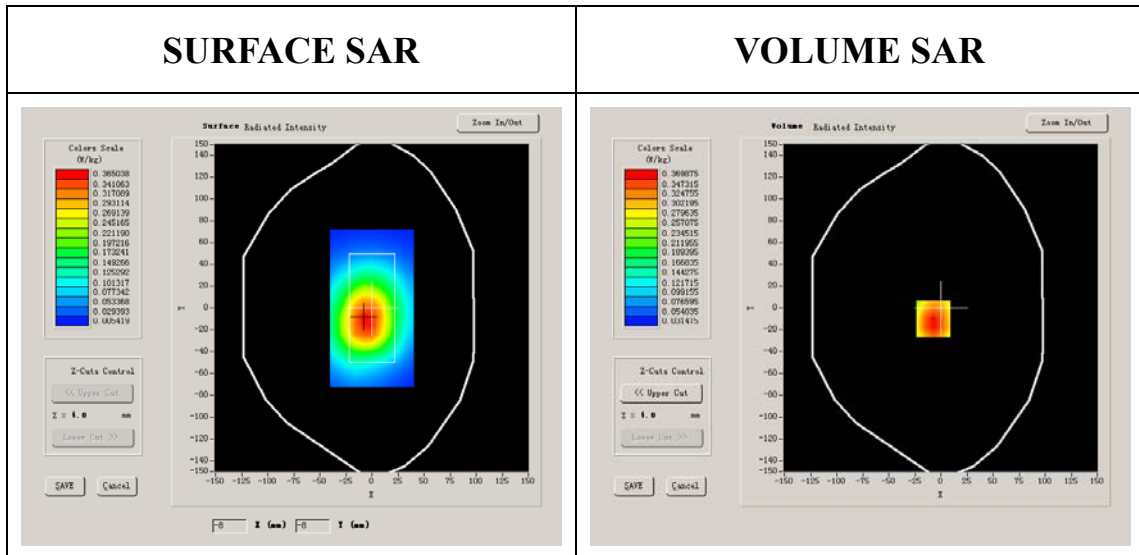 SURFACE SAR
Surface Radiated Intensity
Zoom In/Out
Colors Scale
(W/kg)
0.365038
0.341063
0.317089
0.293114
0.269139
0.245165
0.221190
0.197216
0.173241
0.149266
0.125292
0.101317
0.077342
0.053368
0.029393
0.005419
150
140
120
100
80
60
40
20
0
-20
-40
-60
-80
-100
-120
-140
-150
Y
-150 -125 -100 -75 -50 -25 0 25 50 75 100 125 150
X
Z-Cuts Control
<< Upper Cut
Z = 4.0 mm
Lower Cut >>
SAVE Cancel
-8 X (mm) -8 Y (mm)
VOLUME SAR
Volume Radiated Intensity
Zoom In/Out
Colors Scale
(W/kg)
0.369875
0.347315
0.324755
0.302195
0.279635
0.257075
0.234515
0.211955
0.189395
0.166835
0.144275
0.121715
0.099155
0.076595
0.054035
0.031475
150
140
120
100
80
60
40
20
0
-20
-40
-60
-80
-100
-120
-140
-150
Y
-150 -125 -100 -75 -50 -25 0 25 50 75 100 125 150
X
Z-Cuts Control
<< Upper Cut
Z = 4.0 mm
Lower Cut >>
SAVE Cancel